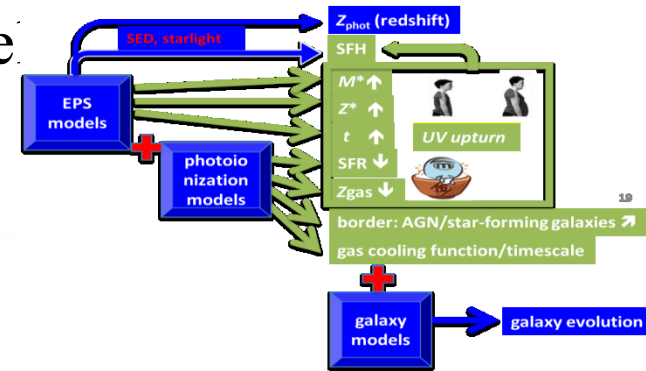 Z phot (redshift)
SED, starlight
SFH
EPS
models
M* ↑
Z* ↑
t ↑
UV upturn
photoio
nization
models
SFR ↓
Zgas ↓
19
border: AGN/star-forming galaxies ↗
gas cooling function/timescale
galaxy
models
galaxy evolution